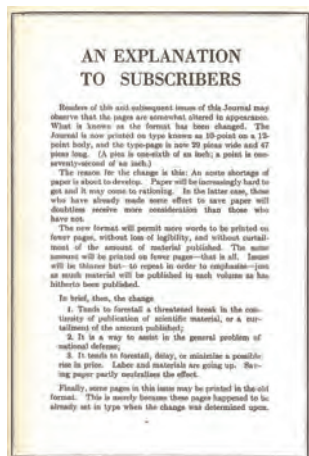 AN EXPLANATION
TO SUBSCRIBERS
Readers of this and subsequent issues of this Journal may
observe that the pages are somewhat altered in appearance.
What is known as the format has been changed. The
Journal is now printed on type known as 10-point on a 12-
point body, and the type-page is now 29 picas wide and 47
picas long. (A pica is one-sixth of an inch; a point is one-
seventy-second of an inch.)
The reason for the change is this: An acute shortage of
paper is about to develop. Paper will be increasingly hard to
get and it may come to rationing. In the latter case, those
who have already made some effort to save paper will
doubtless receive more consideration than those who
have not.
The new format will permit more words to be printed on
fewer pages, without loss of legibility, and without curtail-
ment of the amount of material published. The same
amount will be printed on fewer pages—that is all. Issues
will be thinner but—to repeat in order to emphasize—just
as much material will be published in each volume as has
hitherto been published.
In brief, then, the change
1. Tends to forestall a threatened break in the con-
tinuity of publication of scientific material, or a cur-
tailment of the amount published;
2. It is a way to assist in the general problem of
national defense;
3. It tends to forestall, delay, or minimize a possible
rise in price. Labor and materials are going up. Sav-
ing paper partly neutralizes the effect.
Finally, some pages in this issue may be printed in the old
format. This is merely because these pages happened to be
already set in type when the change was determined upon.